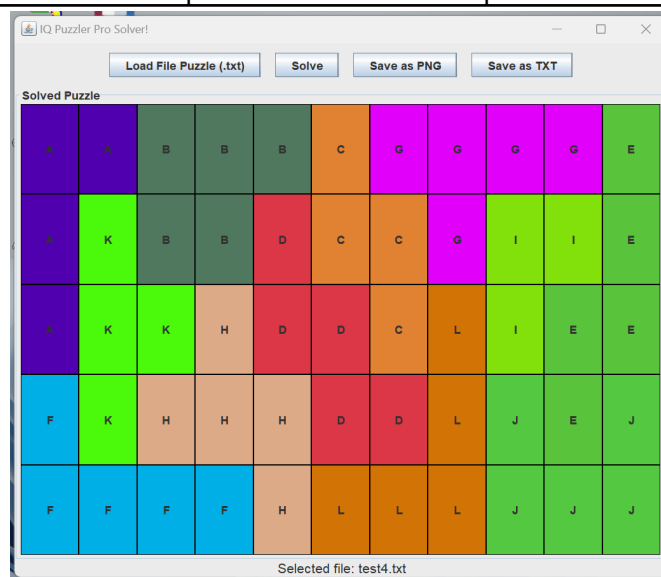 IQ Puzzler Pro Solver!
Load File Puzzle (.txt) Solve Save as PNG Save as TXT
Solved Puzzle
A A B B B C G G G G E
A K B B D C C G I I E
A K K H D D C L I E E
F K H H H D D L J E J
F F F F H L L L J J J
Selected file: test4.txt